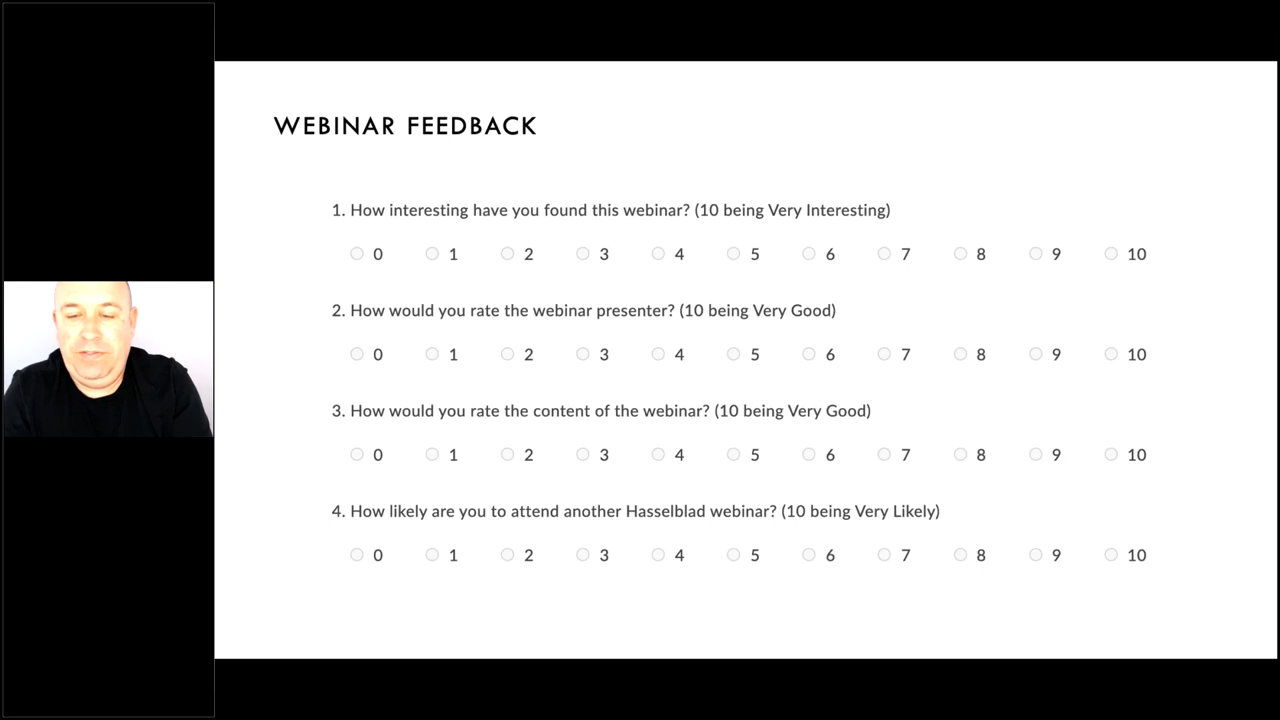 WEBINAR FEEDBACK
1. How interesting have you found this webinar? (10 being Very Interesting)
0 1 2 3 4 5 6 7 8 9 10
2. How would you rate the webinar presenter? (10 being Very Good)
0 1 2 3 4 5 6 7 8 9 10
3. How would you rate the content of the webinar? (10 being Very Good)
0 1 2 3 4 5 6 7 8 9 10
4. How likely are you to attend another Hasselblad webinar? (10 being Very Likely)
0 1 2 3 4 5 6 7 8 9 10